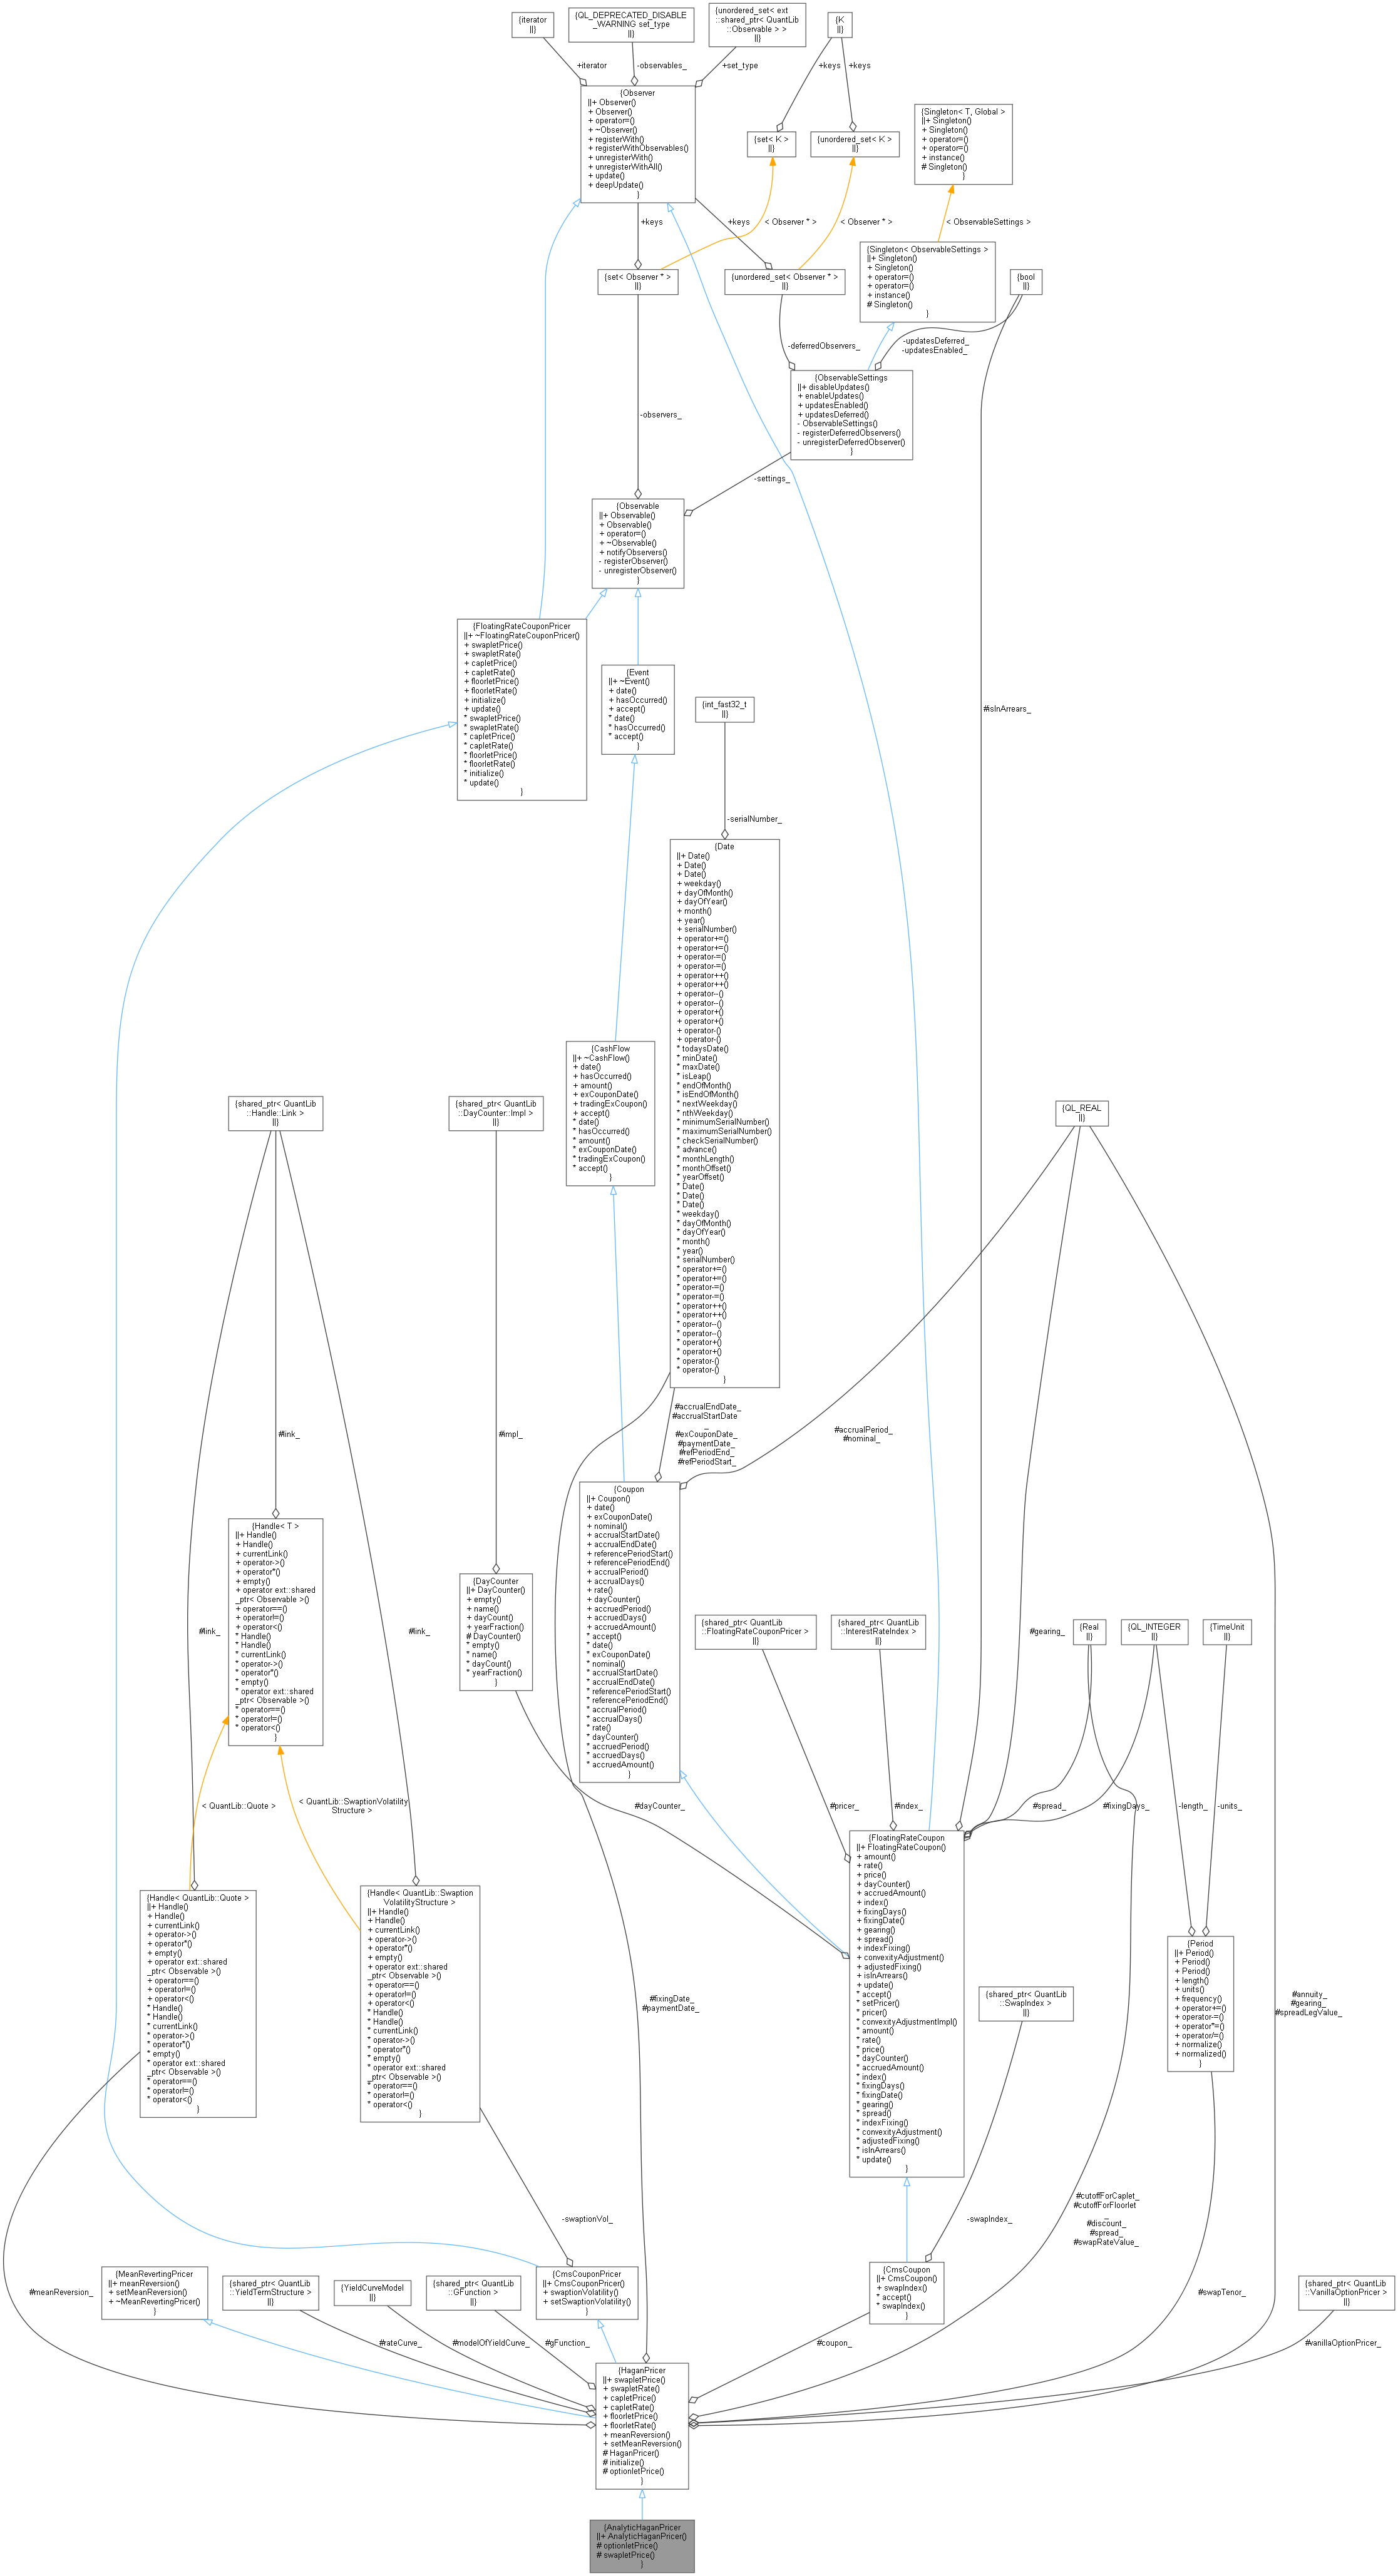 {iterator
||}
{QL_DEPRECATED_DISABLE
_WARNING set_type
||}
{unordered_set< ext
::shared_ptr< QuantLib
::Observable > >
||}
{K
||}
+iterator
-observables_
+set_type
+keys
+keys
{Observer
||+ Observer()
+ Observer()
+ operator=()
+ ~Observer()
+ registerWith()
+ registerWithObservables()
+ unregisterWith()
+ unregisterWithAll()
+ update()
+ deepUpdate()
}
{set< K >
||}
{unordered_set< K >
||}
{Singleton< T, Global >
||+ Singleton()
+ Singleton()
+ operator=()
+ operator=()
+ instance()
# Singleton()
}
+keys
< Observer * >
+keys
< Observer * >
< ObservableSettings >
{set< Observer * >
||}
{unordered_set< Observer * >
||}
{Singleton< ObservableSettings >
||+ Singleton()
+ Singleton()
+ operator=()
+ operator=()
+ instance()
# Singleton()
}
{bool
||}
-deferredObservers_
-updatesDeferred_
-updatesEnabled_
{ObservableSettings
||+ disableUpdates()
+ enableUpdates()
+ updatesEnabled()
+ updatesDeferred()
- ObservableSettings()
- registerDeferredObservers()
- unregisterDeferredObserver()
}
-observers_
-settings_
{Observable
||+ Observable()
+ Observable()
+ operator=()
+ ~Observable()
+ notifyObservers()
- registerObserver()
- unregisterObserver()
}
{FloatingRateCouponPricer
||+ ~FloatingRateCouponPricer()
+ swapletPrice()
+ swapletRate()
+ capletPrice()
+ capletRate()
+ floorletPrice()
+ floorletRate()
+ initialize()
+ update()
* swapletPrice()
* swapletRate()
* capletPrice()
* capletRate()
* floorletPrice()
* floorletRate()
* initialize()
* update()
}
{Event
||+ ~Event()
+ date()
+ hasOccurred()
+ accept()
* date()
* hasOccurred()
* accept()
}
{int_fast32_t
||}
#isInArrears_
-serialNumber_
{Date
||+ Date()
+ Date()
+ Date()
+ weekday()
+ dayOfMonth()
+ dayOfYear()
+ month()
+ year()
+ serialNumber()
+ operator+=()
+ operator+=()
+ operator-=()
+ operator-=()
+ operator++()
+ operator++()
+ operator--()
+ operator--()
+ operator+()
+ operator+()
+ operator-()
+ operator-()
* todaysDate()
* minDate()
* maxDate()
* isLeap()
* endOfMonth()
* isEndOfMonth()
* nextWeekday()
* nthWeekday()
* minimumSerialNumber()
* maximumSerialNumber()
* checkSerialNumber()
* advance()
* monthLength()
* monthOffset()
* yearOffset()
* Date()
* Date()
* Date()
* weekday()
* dayOfMonth()
* dayOfYear()
* month()
* year()
* serialNumber()
* operator+=()
* operator+=()
* operator-=()
* operator-=()
* operator++()
* operator++()
* operator--()
* operator--()
* operator+()
* operator+()
* operator-()
* operator-()
}
{CashFlow
||+ ~CashFlow()
+ date()
+ hasOccurred()
+ amount()
+ exCouponDate()
+ tradingExCoupon()
+ accept()
* date()
* hasOccurred()
* amount()
* exCouponDate()
* tradingExCoupon()
* accept()
}
{shared_ptr< QuantLib
::Handle::Link >
||}
{shared_ptr< QuantLib
::DayCounter::Impl >
||}
{QL_REAL
||}
#link_
#impl_
#accrualEndDate_
#accrualStartDate
_
#exCouponDate_
#paymentDate_
#refPeriodEnd_
#refPeriodStart_
#accrualPeriod_
#nominal_
{Coupon
||+ Coupon()
+ date()
+ exCouponDate()
+ nominal()
+ accrualStartDate()
+ accrualEndDate()
+ referencePeriodStart()
+ referencePeriodEnd()
+ accrualPeriod()
+ accrualDays()
+ rate()
+ dayCounter()
+ accruedPeriod()
+ accruedDays()
+ accruedAmount()
* accept()
* date()
* exCouponDate()
* nominal()
* accrualStartDate()
* accrualEndDate()
* referencePeriodStart()
* referencePeriodEnd()
* accrualPeriod()
* accrualDays()
* rate()
* dayCounter()
* accruedPeriod()
* accruedDays()
* accruedAmount()
}
{Handle< T >
||+ Handle()
+ Handle()
+ currentLink()
+ operator->()
+ operator*()
+ empty()
+ operator ext::shared
_ptr< Observable >()
+ operator==()
+ operator!=()
+ operator<()
* Handle()
* Handle()
* currentLink()
* operator->()
* operator*()
* empty()
* operator ext::shared
_ptr< Observable >()
* operator==()
* operator!=()
* operator<()
}
{DayCounter
||+ DayCounter()
+ empty()
+ name()
+ dayCount()
+ yearFraction()
# DayCounter()
* empty()
* name()
* dayCount()
* yearFraction()
}
{shared_ptr< QuantLib
::FloatingRateCouponPricer >
||}
{shared_ptr< QuantLib
::InterestRateIndex >
||}
{Real
||}
{QL_INTEGER
||}
{TimeUnit
||}
#link_
#link_
#gearing_
< QuantLib::Quote >
< QuantLib::SwaptionVolatility
Structure >
#dayCounter_
#pricer_
#index_
#spread_
#fixingDays_
-length_
-units_
{FloatingRateCoupon
||+ FloatingRateCoupon()
+ amount()
+ rate()
+ price()
+ dayCounter()
+ accruedAmount()
+ index()
+ fixingDays()
+ fixingDate()
+ gearing()
+ spread()
+ indexFixing()
+ convexityAdjustment()
+ adjustedFixing()
+ isInArrears()
+ update()
* accept()
* setPricer()
* pricer()
* convexityAdjustmentImpl()
* amount()
* rate()
* price()
* dayCounter()
* accruedAmount()
* index()
* fixingDays()
* fixingDate()
* gearing()
* spread()
* indexFixing()
* convexityAdjustment()
* adjustedFixing()
* isInArrears()
* update()
}
{Handle< QuantLib::Quote >
||+ Handle()
+ Handle()
+ currentLink()
+ operator->()
+ operator*()
+ empty()
+ operator ext::shared
_ptr< Observable >()
+ operator==()
+ operator!=()
+ operator<()
* Handle()
* Handle()
* currentLink()
* operator->()
* operator*()
* empty()
* operator ext::shared
_ptr< Observable >()
* operator==()
* operator!=()
* operator<()
}
{Handle< QuantLib::Swaption
VolatilityStructure >
||+ Handle()
+ Handle()
+ currentLink()
+ operator->()
+ operator*()
+ empty()
+ operator ext::shared
_ptr< Observable >()
+ operator==()
+ operator!=()
+ operator<()
* Handle()
* Handle()
* currentLink()
* operator->()
* operator*()
* empty()
* operator ext::shared
_ptr< Observable >()
* operator==()
* operator!=()
* operator<()
}
{Period
||+ Period()
+ Period()
+ Period()
+ length()
+ units()
+ frequency()
+ operator+=()
+ operator-=()
+ operator*=()
+ operator/=()
+ normalize()
+ normalized()
}
{shared_ptr< QuantLib
::SwapIndex >
||}
#fixingDate_
#paymentDate_
#annuity_
#gearing_
#spreadLegValue_
-swaptionVol_
-swapIndex_
#cutoffForCaplet_
#cutoffForFloorlet
_
#discount_
#spread_
#swapRateValue_
#meanReversion_
#swapTenor_
{MeanRevertingPricer
||+ meanReversion()
+ setMeanReversion()
+ ~MeanRevertingPricer()
}
{shared_ptr< QuantLib
::YieldTermStructure >
||}
{YieldCurveModel
||}
{shared_ptr< QuantLib
::GFunction >
||}
{CmsCouponPricer
||+ CmsCouponPricer()
+ swaptionVolatility()
+ setSwaptionVolatility()
}
{CmsCoupon
||+ CmsCoupon()
+ swapIndex()
* accept()
* swapIndex()
}
{shared_ptr< QuantLib
::VanillaOptionPricer >
||}
#rateCurve_
#modelOfYieldCurve_
#gFunction_
#coupon_
#vanillaOptionPricer_
{HaganPricer
||+ swapletPrice()
+ swapletRate()
+ capletPrice()
+ capletRate()
+ floorletPrice()
+ floorletRate()
+ meanReversion()
+ setMeanReversion()
# HaganPricer()
# initialize()
# optionletPrice()
}
{AnalyticHaganPricer
||+ AnalyticHaganPricer()
# optionletPrice()
# swapletPrice()
}